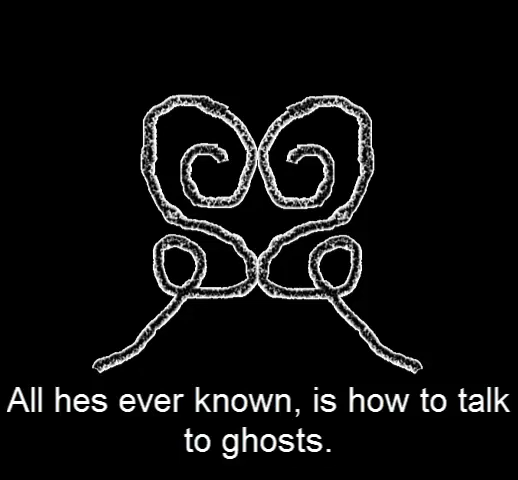 All hes ever known, is how to talk
to ghosts.